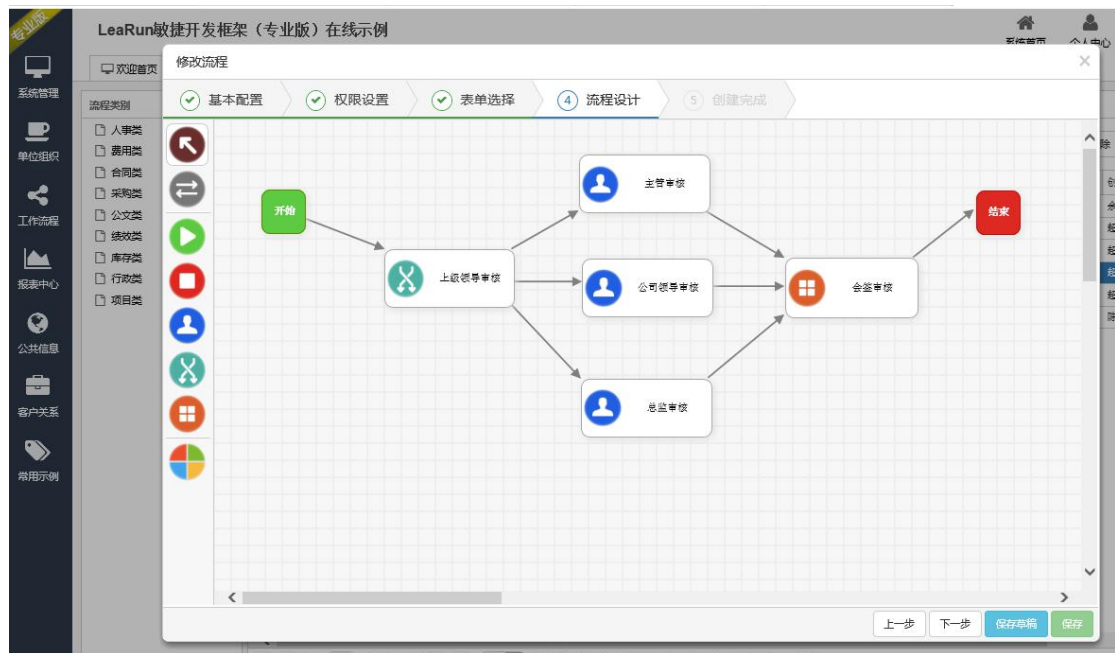 专业版
LeaRun敏捷开发框架（专业版）在线示例
系统首页
个人中心
欢迎首页
系统管理
单位组织
工作流程
报表中心
公共信息
客户关系
常用示例
流程类别
人事类
费用类
合同类
采购类
公文类
绩效类
库存类
行政类
项目类
修改流程
基本配置
权限设置
表单选择
4 流程设计
5 创建完成
开始
上级领导审核
主管审核
公司领导审核
总监审核
会签审核
结束
除
上一步
下一步
保存草稿
保存